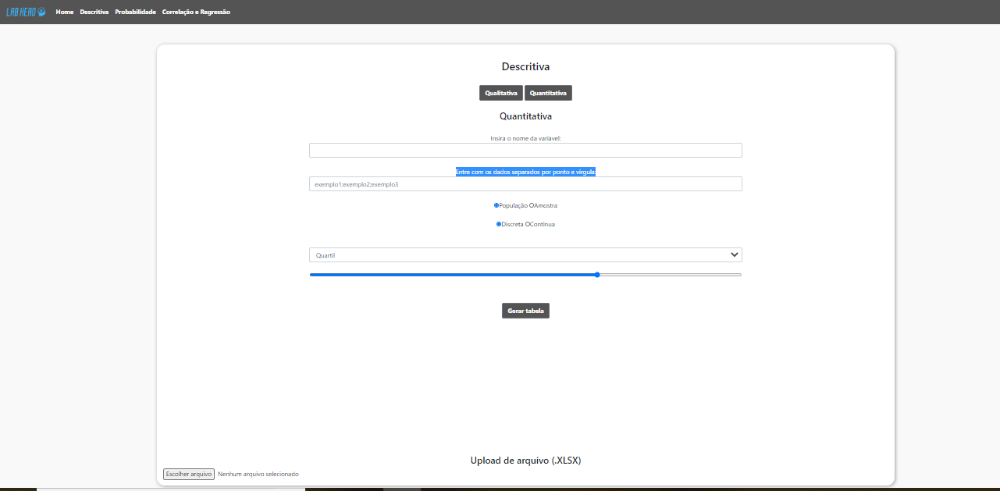 LAB HEAD Home Descritiva Probabilidade Correlação e Regressão
Descritiva
Qualitativa Quantitativa
Quantitativa
Insira o nome da variável:
Entre com os dados separados por ponto e vírgula:
exemplo1;exemplo2;exemplo3
População Amostra
Discreta Continua
Quartil
Gerar tabela
Upload de arquivo (.XLSX)
Escolher arquivo Nenhum arquivo selecionado